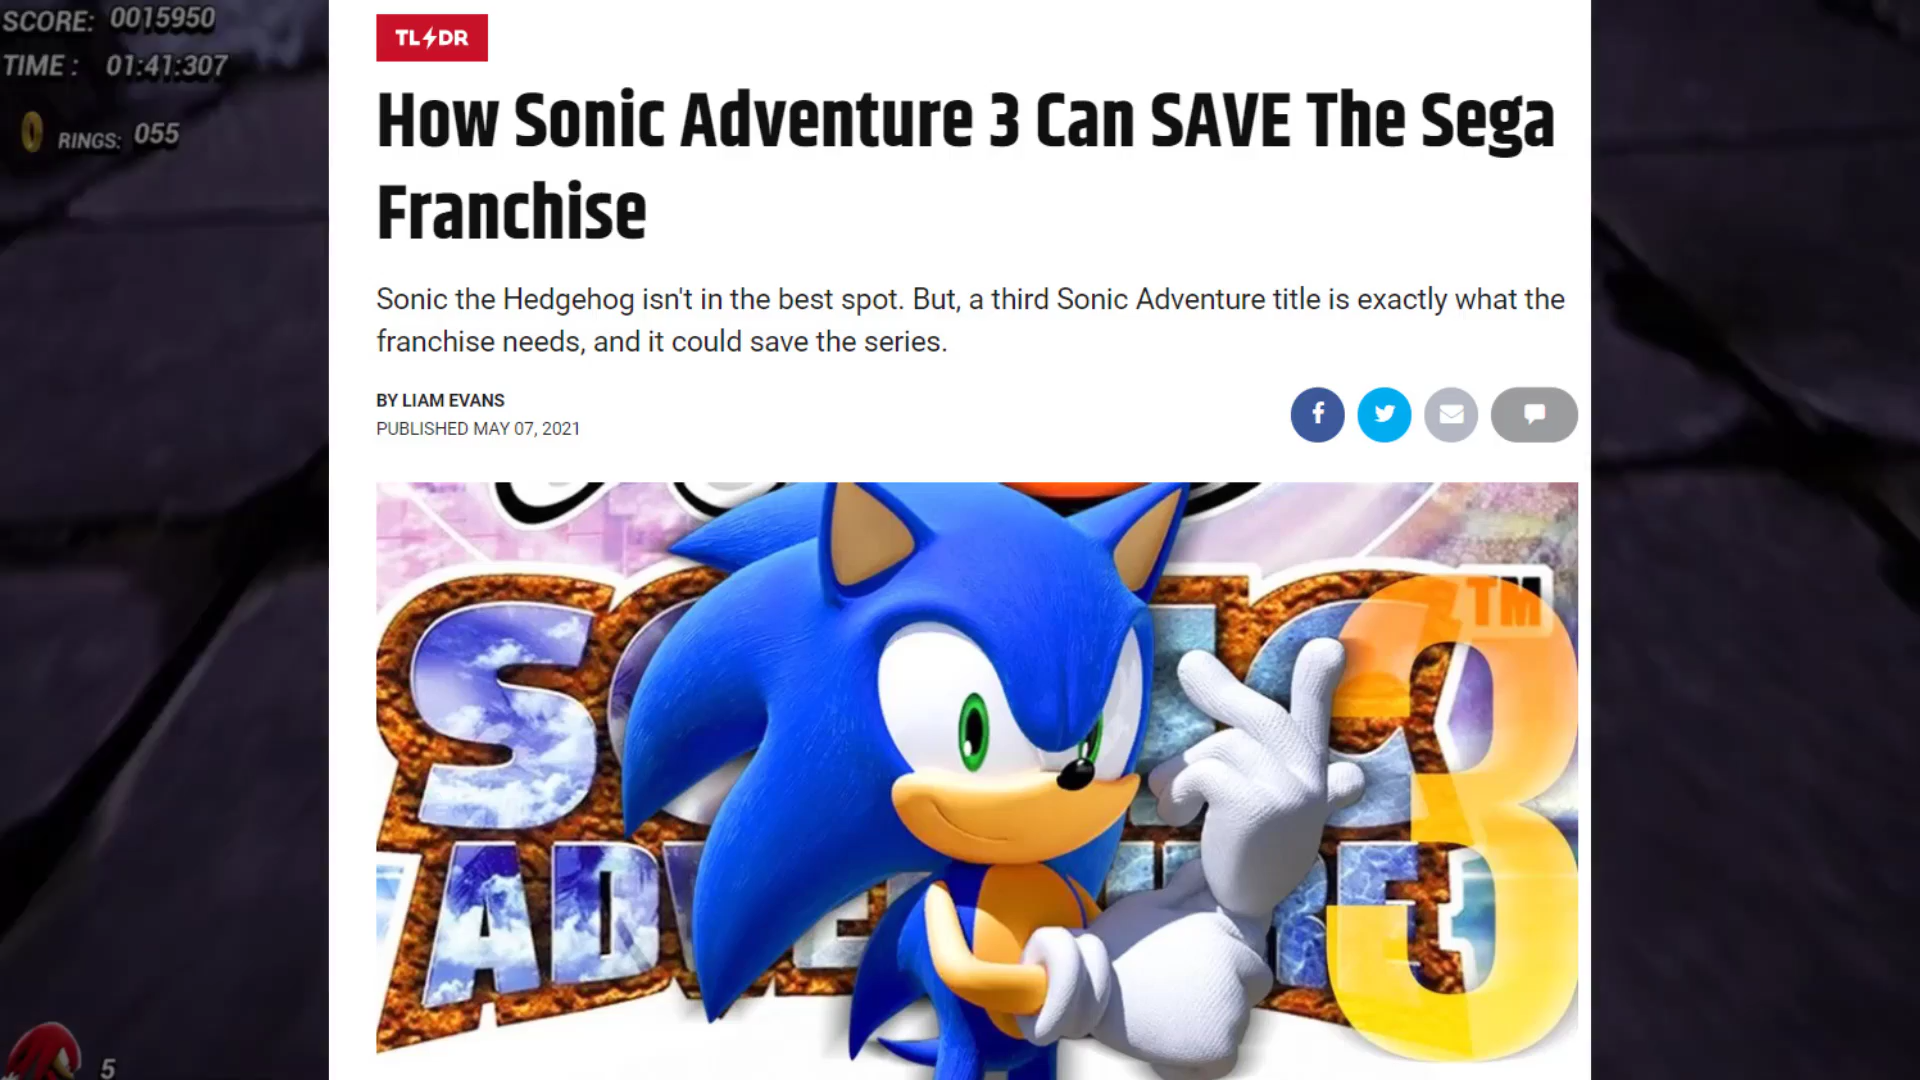 SCORE: 0015950
TIME : 01:41:307
RINGS: 055
5
TL DR
How Sonic Adventure 3 Can SAVE The Sega
Franchise
Sonic the Hedgehog isn't in the best spot. But, a third Sonic Adventure title is exactly what the
franchise needs, and it could save the series.
BY LIAM EVANS
PUBLISHED MAY 07, 2021
TM
3